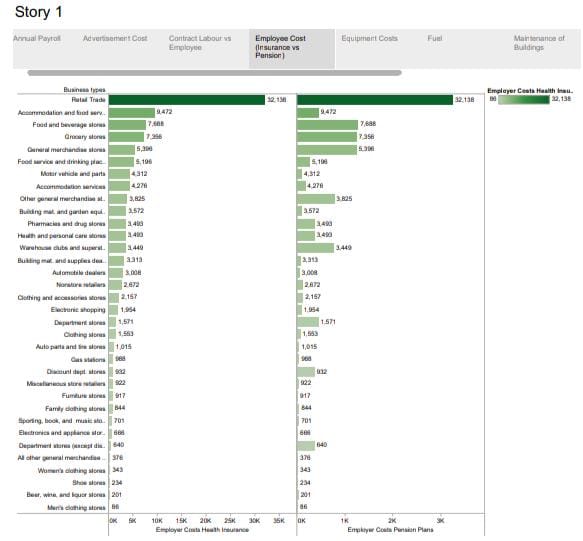 Story 1
Annual Payroll Advertisement Cost Contract Labour vs Employee Cost Equipment Costs Fuel Maintenance of
Employee (Insurance vs Buildings
Pension)
Business types Employer Costs Health Insu..
Retail Trade 32,138 32,138 86 32,138
Accommodation and food serv.. 9,472 9,472
Food and beverage stores 7,688 7,688
Grocery stores 7,356 7,356
General merchandise stores 5,396 5,396
Food service and drinking plac.. 5,196 5,196
Motor vehicle and parts 4,312 4,312
Accommodation services 4,276 4,276
Other general merchandise st.. 3,825 3,825
Building mat. and garden equi.. 3,572 3,572
Pharmacies and drug stores 3,493 3,493
Health and personal care stores 3,493 3,493
Warehouse clubs and superst.. 3,449 3,449
Building mat. and supplies dea.. 3,313 3,313
Automobile dealers 3,008 3,008
Nonstore retailers 2,672 2,672
Clothing and accessories stores 2,157 2,157
Electronic shopping 1,954 1,954
Department stores 1,571 1,571
Clothing stores 1,553 1,553
Auto parts and tire stores 1,015 1,015
Gas stations 988 988
Discount dept. stores 932 932
Miscellaneous store retailers 922 922
Furniture stores 917 917
Family clothing stores 844 844
Sporting, book, and music sto.. 701 701
Electronics and appliance stor.. 666 666
Department stores (except dis.. 640 640
All other general merchandise .. 376 376
Women's clothing stores 343 343
Shoe stores 234 234
Beer, wine, and liquor stores 201 201
Men's clothing stores 86 86
0K 5K 10K 15K 20K 25K 30K 35K 0K 1K 2K 3K
Employer Costs Health Insurance Employer Costs Pension Plans